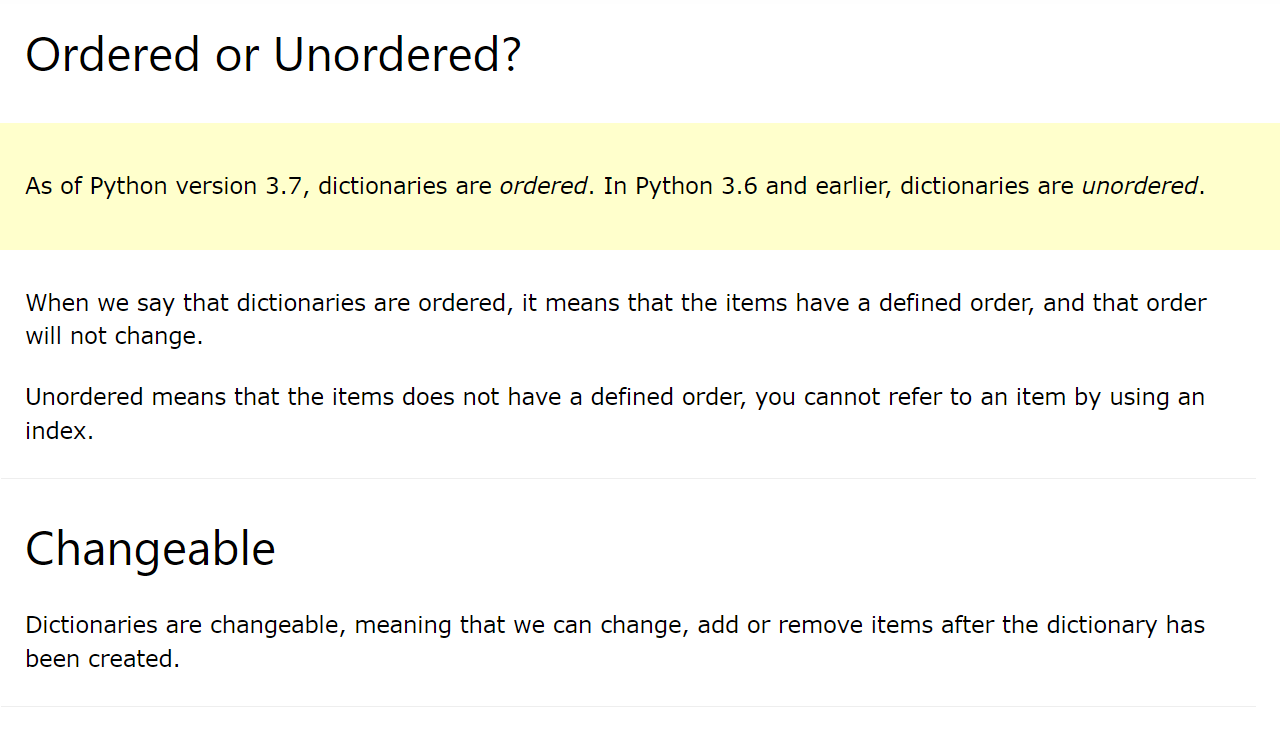 Ordered or Unordered?
As of Python version 3.7, dictionaries are ordered. In Python 3.6 and earlier, dictionaries are unordered.
When we say that dictionaries are ordered, it means that the items have a defined order, and that order
will not change.
Unordered means that the items does not have a defined order, you cannot refer to an item by using an
index.
Changeable
Dictionaries are changeable, meaning that we can change, add or remove items after the dictionary has
been created.